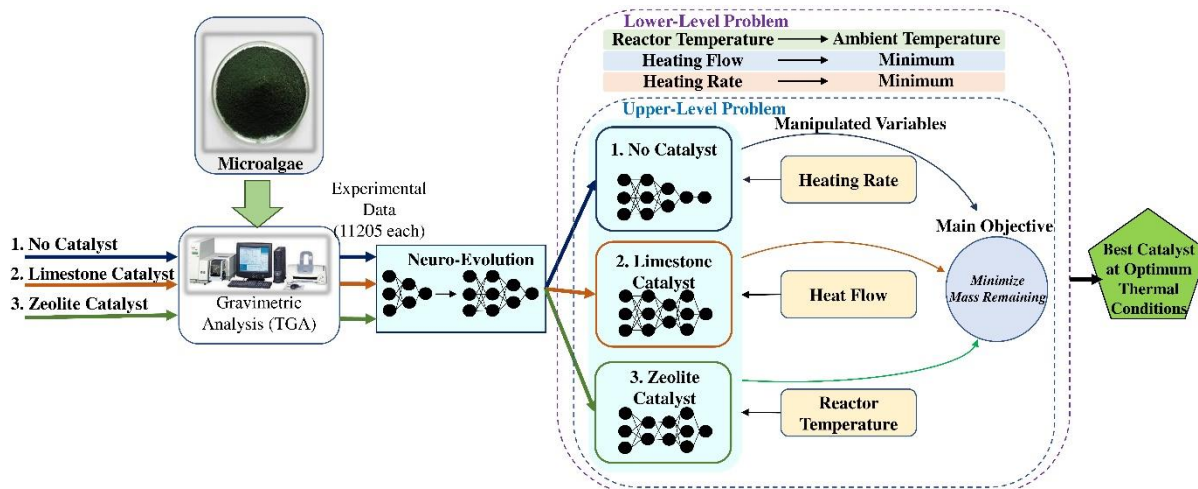 Microalgae
Experimental
Data
(11205 each)
1. No Catalyst
2. Limestone Catalyst
3. Zeolite Catalyst
Gravimetric
Analysis (TGA)
Neuro-Evolution
Lower-Level Problem
Reactor Temperature
Ambient Temperature
Heating Flow
Minimum
Heating Rate
Minimum
Upper-Level Problem
Manipulated Variables
1. No Catalyst
Heating Rate
2. Limestone
Catalyst
Heat Flow
3. Zeolite
Catalyst
Reactor
Temperature
Main Objective
Minimize
Mass Remaining
Best Catalyst
at Optimum
Thermal
Conditions